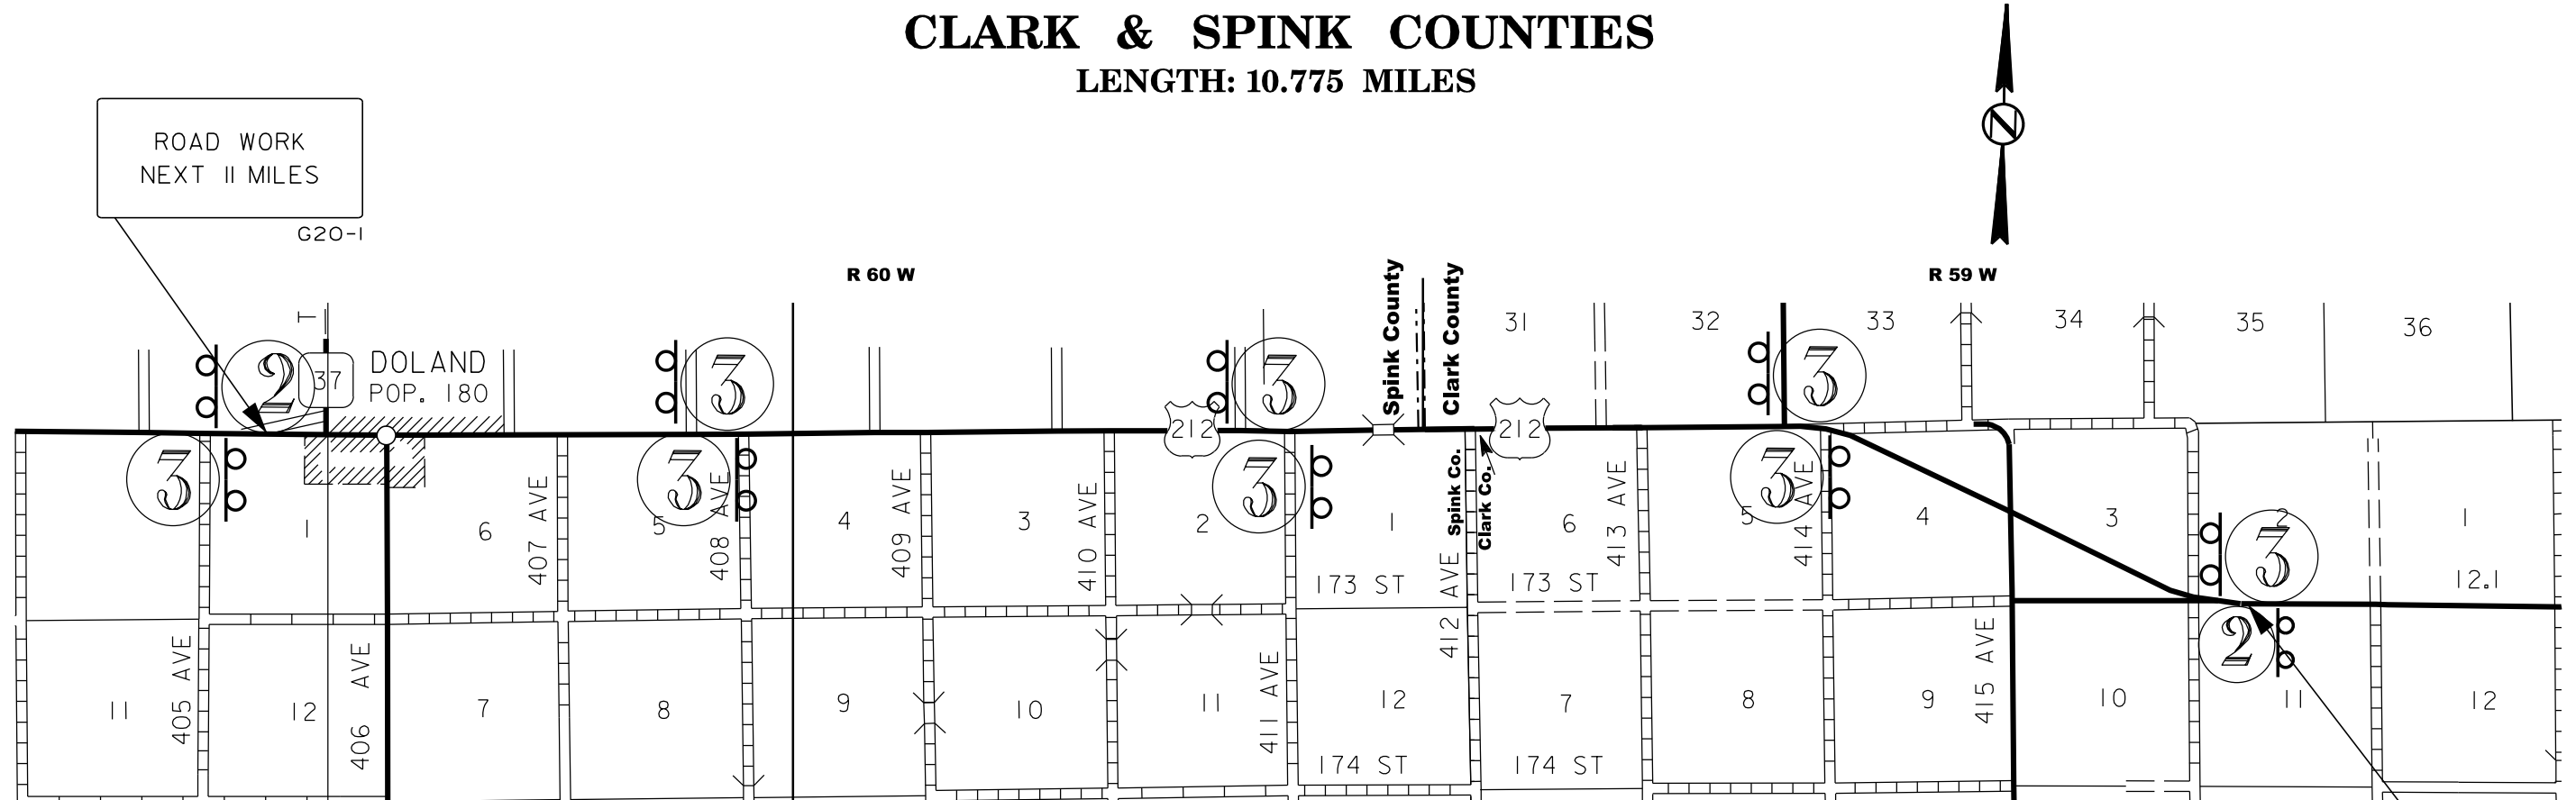 CLARK & SPINK COUNTIES
LENGTH: 10.775 MILES
ROAD WORK
NEXT 11 MILES
G20-1
N
R 60 W
R 59 W
Spink County
Clark County
T
31
32
33
34
35
36
2
37
DOLAND
POP. 180
3
3
3
212
212
3
3
3
3
3
2
1
6
407 AVE
5
408 AVE
4
409 AVE
3
410 AVE
2
1
Spink Co.
Clark Co.
6
413 AVE
5
414 AVE
4
3
2
1
173 ST
173 ST
412 AVE
12.1
11
405 AVE
12
406 AVE
7
8
9
10
11
411 AVE
12
7
8
9
415 AVE
10
11
12
174 ST
174 ST